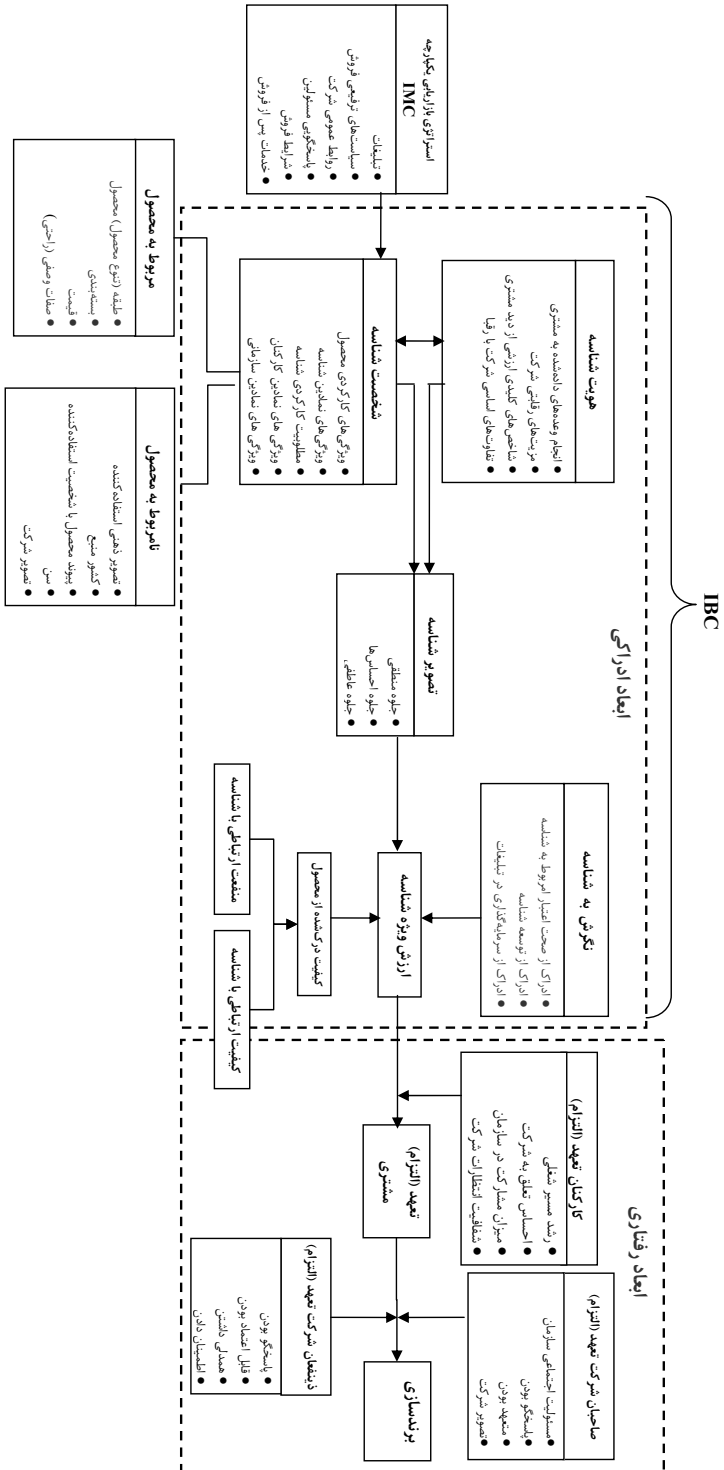 IBC
ابعاد ادراکی
ابعاد رفتاری
استراتژی بازاریابی یکپارچه
IMC
● تبلیغات
● سیاست‌های ترفیعی فروش
● روابط عمومی شرکت
● پاسخگویی مسئولین
● شرایط فروش
● خدمات پس از فروش
هویت شناسه
● انجام وعده‌های داده‌شده به مشتری
● مزیت‌های رقابتی شرکت
● شاخص‌های کلیدی ارزشی از دید مشتری
● تفاوت‌های اساسی شرکت با رقبا
شخصیت شناسه
● ویژگی‌های کارکردی محصول
● ویژگی‌های نمادین شناسه
● مطلوبیت کارکردی شناسه
● ویژگی های نمادین کارکنان
● ویژگی های نمادین سازمانی
مربوط به محصول
● طبقه (تنوع محصول) محصول
● بسته‌بندی
● قیمت
● صفات وصفی (راحتی)
نامربوط به محصول
● تصویر ذهنی استفاده‌کننده
● کشور منبع
● پیوند محصول با شخصیت استفاده‌کننده
● سن
● تصویر شرکت
تصویر شناسه
● جلوه منطقی
● جلوه احساس‌ها
● جلوه عاطفی
نگرش به شناسه
● ادراک از صحت اعتبار امربوط به شناسه
● ادراک از توسعه شناسه
● ادراک از سرمایه‌گذاری در تبلیغات
ارزش ویژه شناسه
کیفیت درک‌شده از محصول
منفعت ارتباطی با شناسه
کیفیت ارتباطی با شناسه
کارکنان تعهد (التزام)
● رشد مسیر شغلی
● احساس تعلق به شرکت
● میزان مشارکت در سازمان
● شفافیت انتظارات شرکت
تعهد (التزام)
مشتری
صاحبان شرکت تعهد (التزام)
● مسئولیت اجتماعی سازمان
● پاسخگو بودن
● متعهد بودن
● تصویر شرکت
ذینفعان شرکت تعهد (التزام)
● پاسخگو بودن
● قابل اعتماد بودن
● همدلی داشتن
● اطمینان دادن
برندسازی